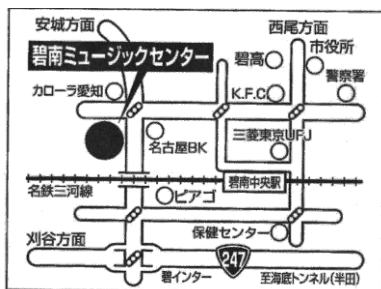 安城方面
西尾方面
碧南ミュージックセンター
碧高
市役所
カローラ愛知
K.F.C
警察署
名古屋BK
三菱東京UFJ
名鉄三河線
碧南中央駅
ピアゴ
刈谷方面
保健センター
碧インター
247
至海底トンネル(半田)